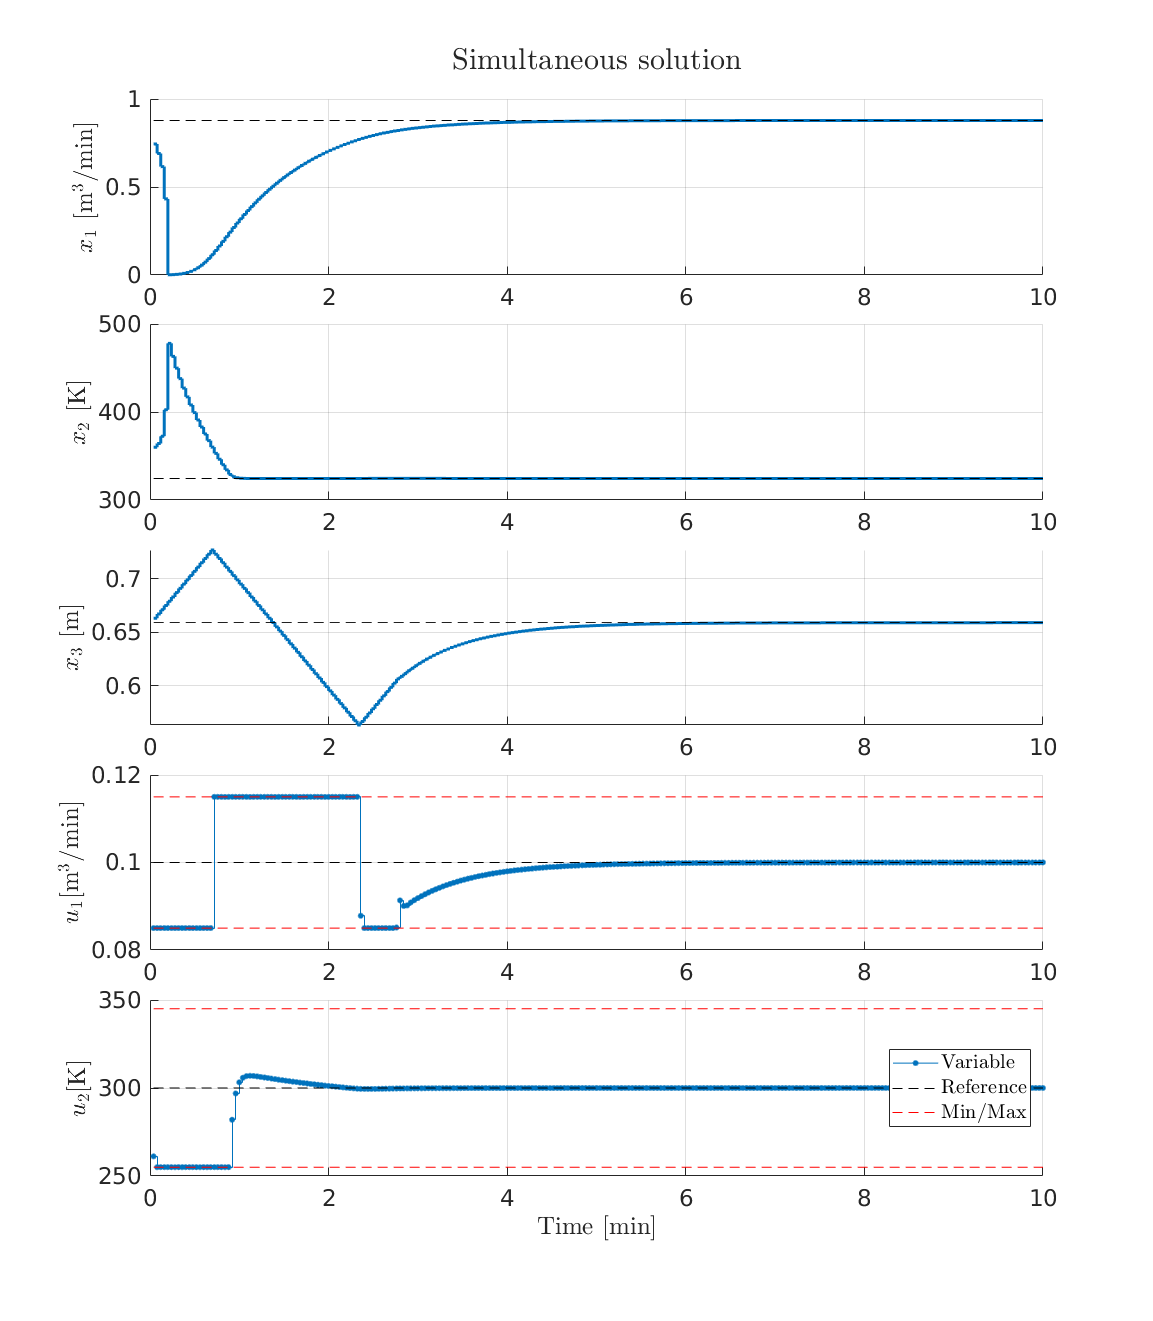 Simultaneous solution
x₁ [m³/min]
1
0.5
0
0 2 4 6 8 10
x₂ [K]
500
400
300
0 2 4 6 8 10
x₃ [m]
0.7
0.65
0.6
0 2 4 6 8 10
u₁[m³/min]
0.12
0.1
0.08
0 2 4 6 8 10
u₂[K]
350
300
250
Variable
Reference
Min/Max
0 2 4 6 8 10
Time [min]